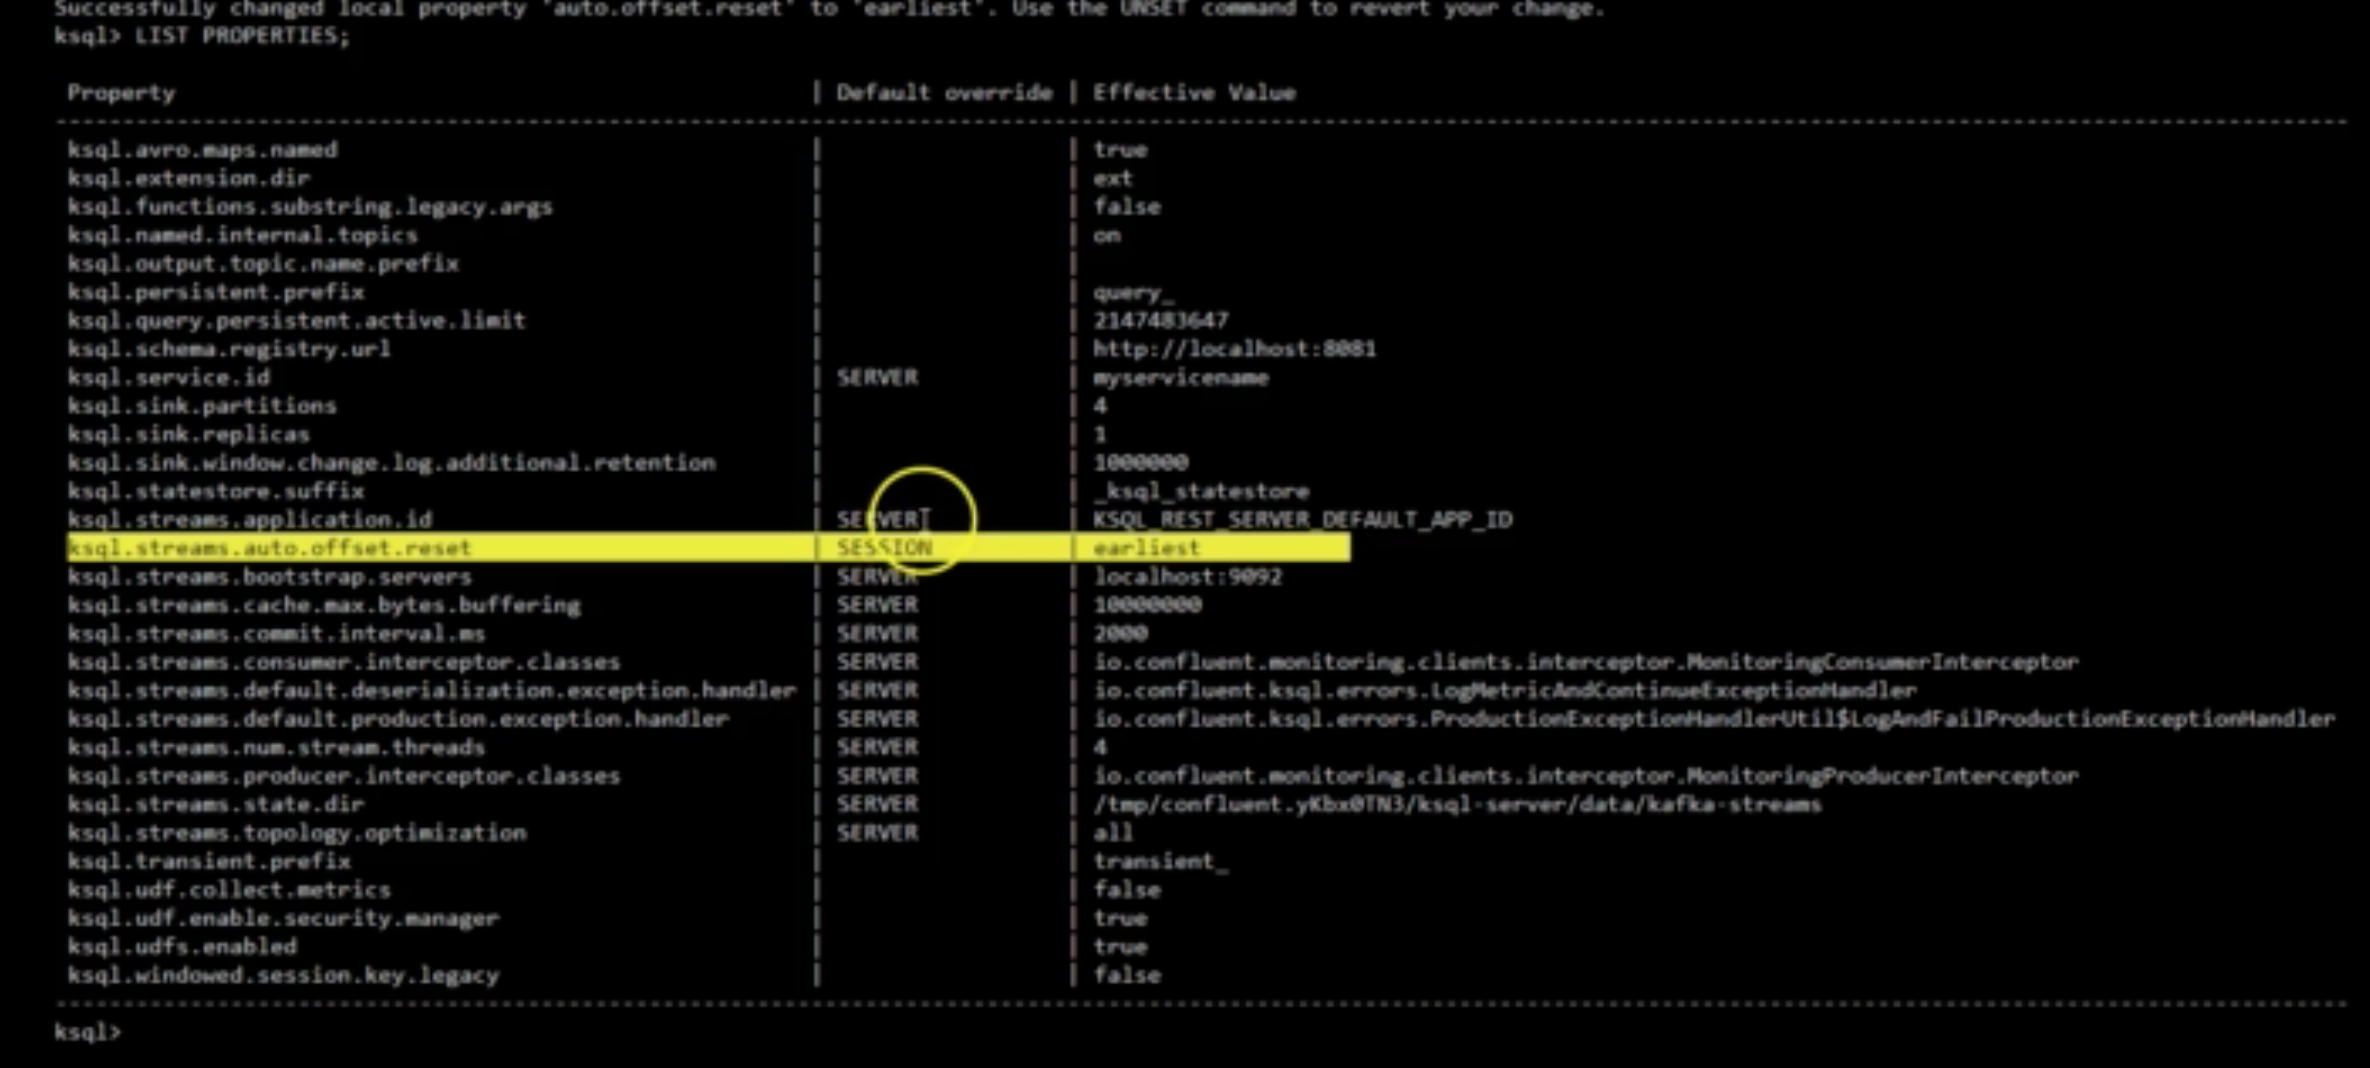 Successfully changed local property 'auto.offset.reset' to 'earliest'. Use the UNSET command to revert your change.
ksql> LIST PROPERTIES;
Property | Default override | Effective Value
ksql.avro.maps.named | | true
ksql.extension.dir | | ext
ksql.functions.substring.legacy.args | | false
ksql.named.internal.topics | | on
ksql.output.topic.name.prefix | |
ksql.persistent.prefix | | query_
ksql.query.persistent.active.limit | | 2147483647
ksql.schema.registry.url | | http://localhost:8081
ksql.service.id | SERVER | myservicename
ksql.sink.partitions | | 4
ksql.sink.replicas | | 1
ksql.sink.window.change.log.additional.retention | | 1000000
ksql.statestore.suffix | | _ksql_statestore
ksql.streams.application.id | SERVER | KSQL_REST_SERVER_DEFAULT_APP_ID
ksql.streams.auto.offset.reset | SESSION | earliest
ksql.streams.bootstrap.servers | SERVER | localhost:9092
ksql.streams.cache.max.bytes.buffering | SERVER | 10000000
ksql.streams.commit.interval.ms | SERVER | 2000
ksql.streams.consumer.interceptor.classes | SERVER | io.confluent.monitoring.clients.interceptor.MonitoringConsumerInterceptor
ksql.streams.default.deserialization.exception.handler | SERVER | io.confluent.ksql.errors.LogMetricAndContinueExceptionHandler
ksql.streams.default.production.exception.handler | SERVER | io.confluent.ksql.errors.ProductionExceptionHandlerUtil$LogAndFailProductionExceptionHandler
ksql.streams.num.stream.threads | SERVER | 4
ksql.streams.producer.interceptor.classes | SERVER | io.confluent.monitoring.clients.interceptor.MonitoringProducerInterceptor
ksql.streams.state.dir | SERVER | /tmp/confluent.yKbx0TN3/ksql-server/data/kafka-streams
ksql.streams.topology.optimization | SERVER | all
ksql.transient.prefix | | transient_
ksql.udf.collect.metrics | | false
ksql.udf.enable.security.manager | | true
ksql.udfs.enabled | | true
ksql.windowed.session.key.legacy | | false
ksql>